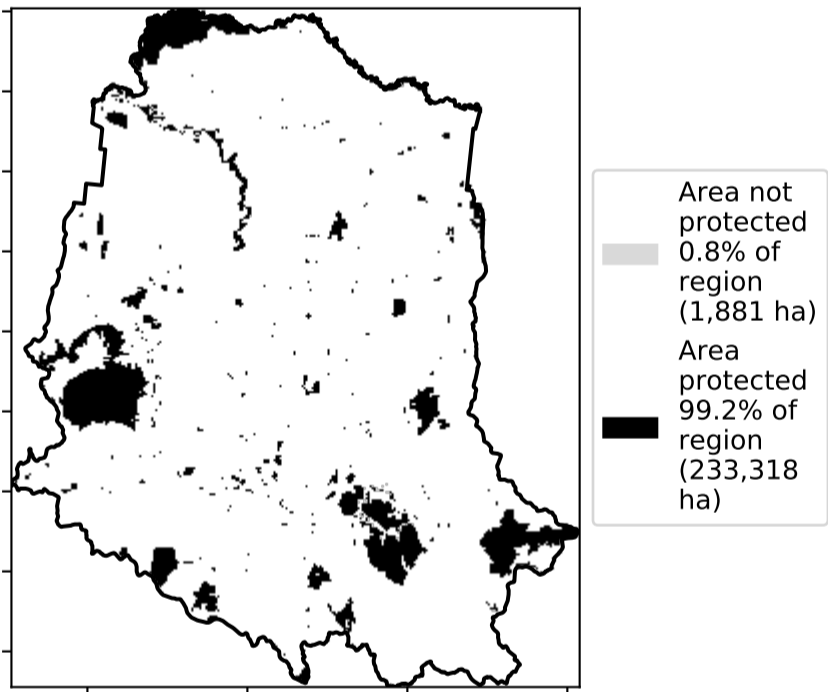 Area not
protected
0.8% of
region
(1,881 ha)
Area
protected
99.2% of
region
(233,318
ha)